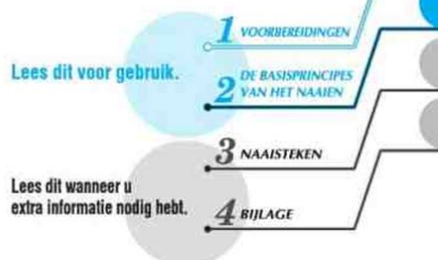 1 VOORBEREIDINGEN
Lees dit voor gebruik.
2 DE BASISPRINCIPES
VAN HET NAAIEN
3 NAAISTEKEN
Lees dit wanneer u
extra informatie nodig hebt.
4 BIJLAGE